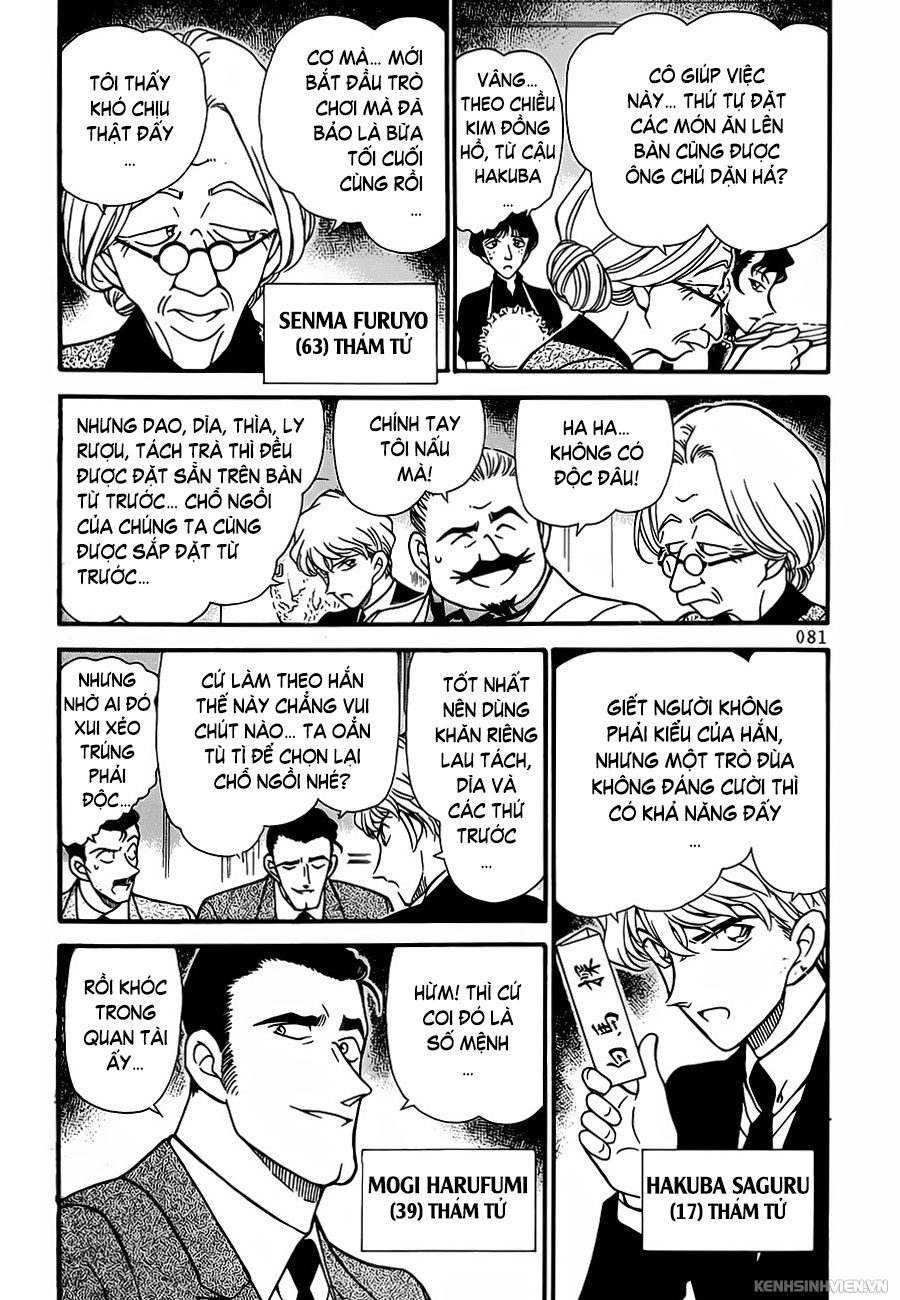 CÔ GIÚP VIỆC
NÀY... THỨ TỰ ĐẶT
CÁC MÓN ĂN LÊN
BÀN CŨNG ĐƯỢC
ÔNG CHỦ DẶN HẢ?
VÂNG...
THEO CHIỀU
KIM ĐỒNG
HỒ, TỪ CẬU
HAKUBA
...
CƠ MÀ... MỚI
BẮT ĐẦU TRÒ
CHƠI MÀ ĐÃ
BÁO LÀ BỮA
TỐI CUỐI
CÙNG RỒI
...
TÔI THẤY
KHÓ CHỊU
THẬT ĐẤY
...
SENMA FURUYO
(63) THÁM TỬ
HA HA...
KHÔNG CÓ
ĐỘC ĐÂU!
CHÍNH TAY
TÔI NẤU
MÀ!
NHƯNG DAO, DĨA, THÌA, LY
RƯỢU, TÁCH TRÀ THÌ ĐỀU
ĐƯỢC ĐẶT SẴN TRÊN BÀN
TỪ TRƯỚC... CHỔ NGỒI
CỦA CHÚNG TA CŨNG
ĐƯỢC SẮP ĐẶT TỪ
TRƯỚC...
081
GIẾT NGƯỜI KHÔNG
PHẢI KIỂU CỦA HẮN,
NHƯNG MỘT TRÒ ĐÙA
KHÔNG ĐÁNG CƯỜI THÌ
CÓ KHẢ NĂNG ĐẤY
...
HAKUBA SAGURU
(17) THÁM TỬ
TỐT NHẤT
NÊN DÙNG
KHĂN RIÊNG
LAU TÁCH,
DĨA VÀ
CÁC THỨ
TRƯỚC
...
CỨ LÀM THEO HẮN
THẾ NÀY CHẲNG VUI
CHÚT NÀO... TA OẲN
TÙ TÌ ĐỂ CHỌN LẠI
CHỔ NGỒI NHÉ?
NHƯNG
NHỞ AI ĐÓ
XUI XẺO
TRÚNG
PHẢI
ĐỘC...
HỪM! THÌ CỨ
COI ĐÓ LÀ
SỐ MỆNH
...
RỒI KHÓC
TRONG
QUAN TÀI
ẤY...
MOGI HARUFUMI
(39) THÁM TỬ
KENHSINHVIEN.VN